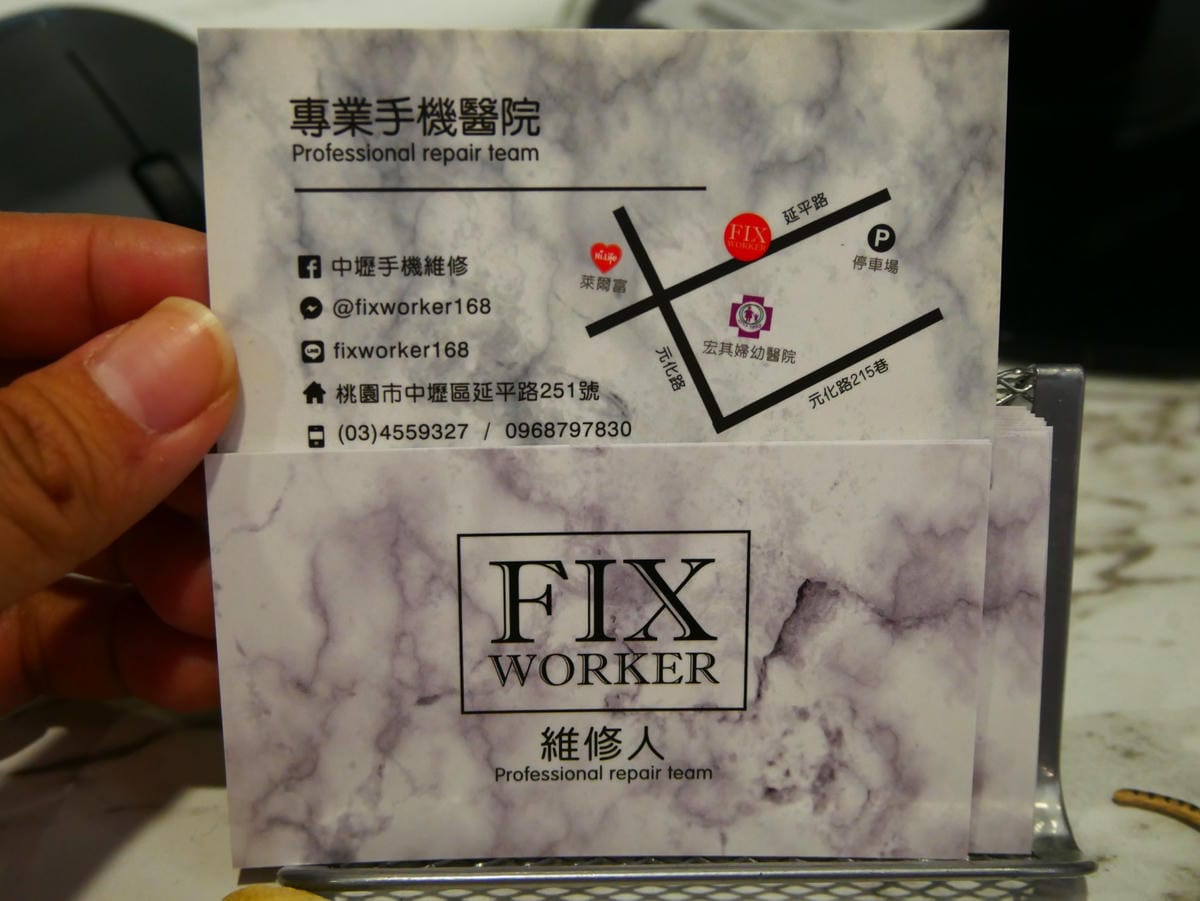 專業手機醫院
Professional repair team
中壢手機維修
@fixworker168
fixworker168
桃園市中壢區延平路251號
(03)4559327 / 0968797830
延平路
FIX
WORKER
P
停車場
Hi-Life
萊爾富
宏其婦幼醫院
元化路
元化路215巷
FIX
WORKER
維修人
Professional repair team